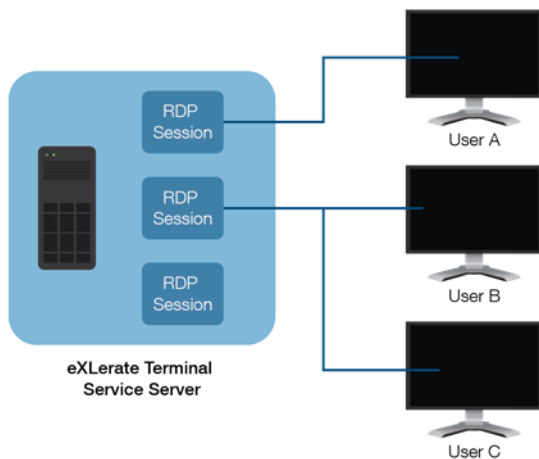 RDP
Session
User A
RDP
Session
User B
RDP
Session
eXLerate Terminal
Service Server
User C